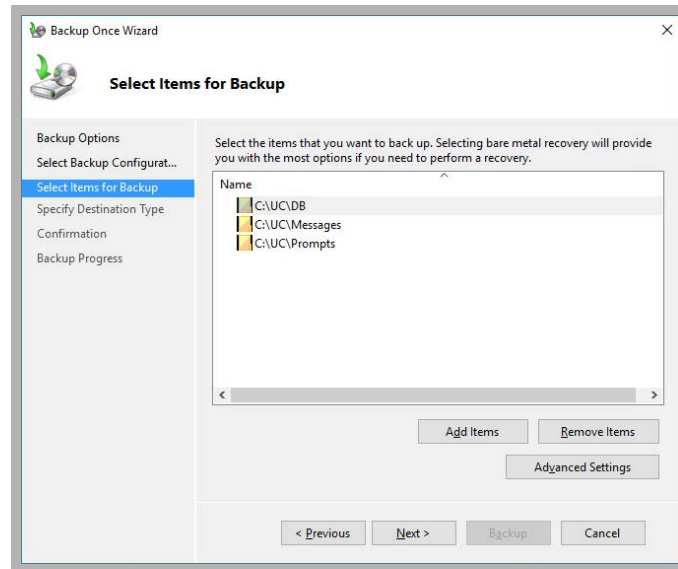 Backup Once Wizard
Select Items for Backup
Backup Options
Select Backup Configurat...
Select Items for Backup
Specify Destination Type
Confirmation
Backup Progress
Select the items that you want to back up. Selecting bare metal recovery will provide
you with the most options if you need to perform a recovery.
Name
C:\UC\DB
C:\UC\Messages
C:\UC\Prompts
Add Items
Remove Items
Advanced Settings
< Previous
Next >
Backup
Cancel